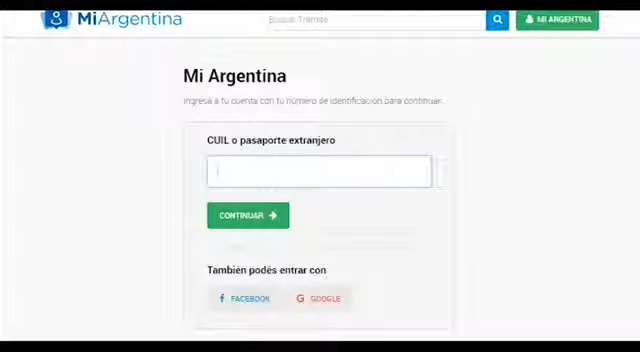 MiArgentina
Buscar Trámite
MI ARGENTINA
Mi Argentina
Ingresá a tu cuenta con tu número de identificación para continuar.
CUIL o pasaporte extranjero
CONTINUAR
También podés entrar con
FACEBOOK
GOOGLE